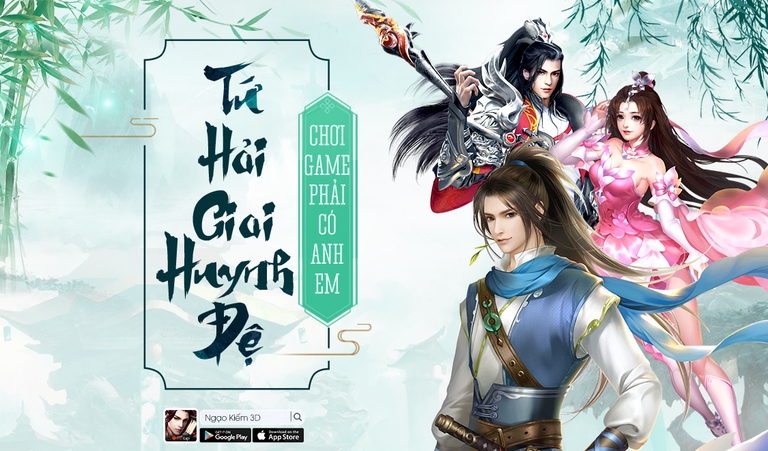 Tứ
Hải
Giai
Huynh
Đệ
CHƠI
GAME
PHẢI
CÓ
ANH
EM
Ngạo Kiếm 3D
GET IT ON
Google Play
Download on the
App Store